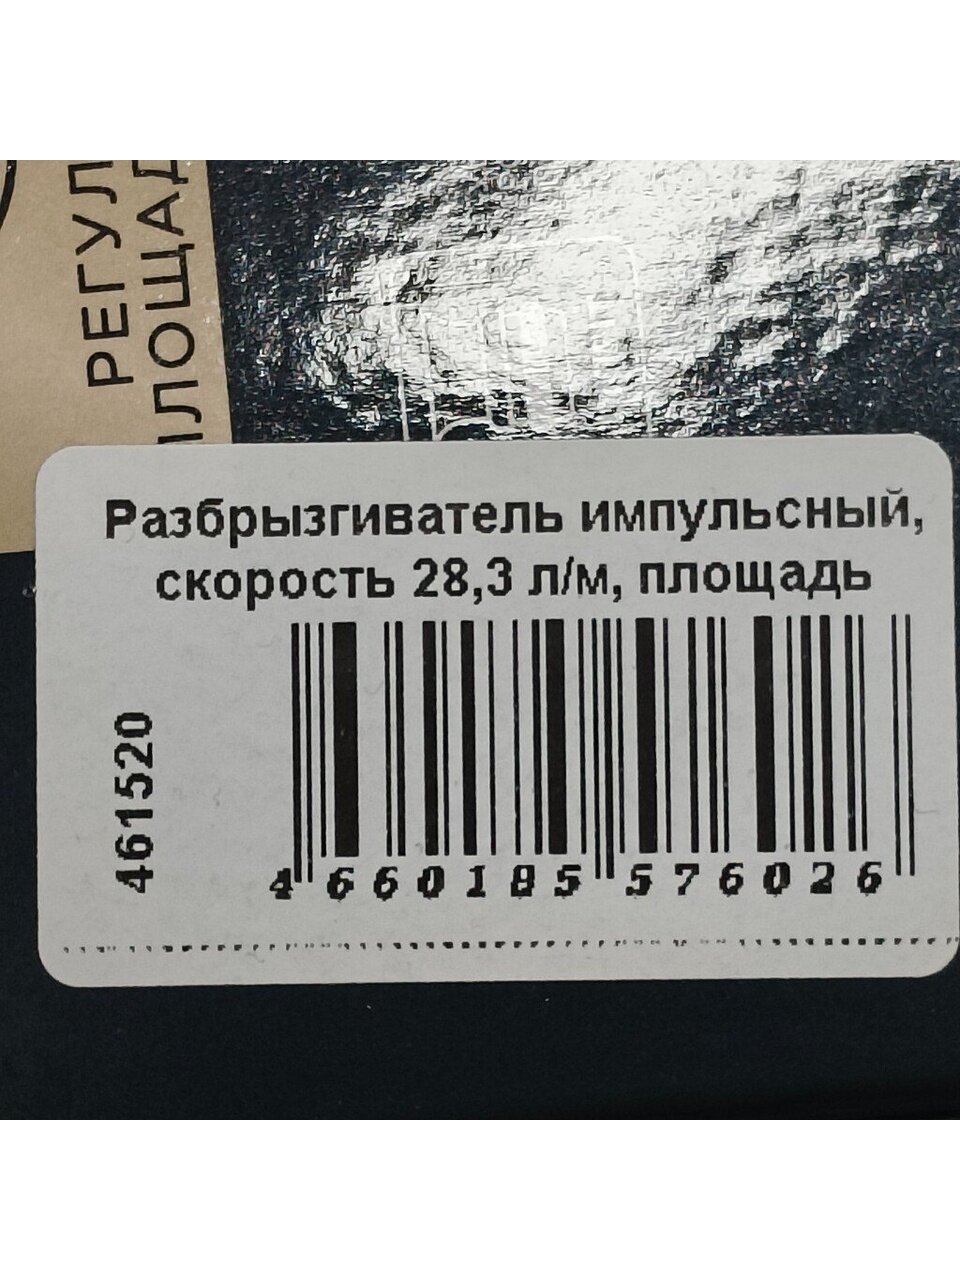 РЕГУЛ
ПЛОЩАД
Разбрызгиватель импульсный,
скорость 28,3 л/м, площадь
461520
4 660185 576026